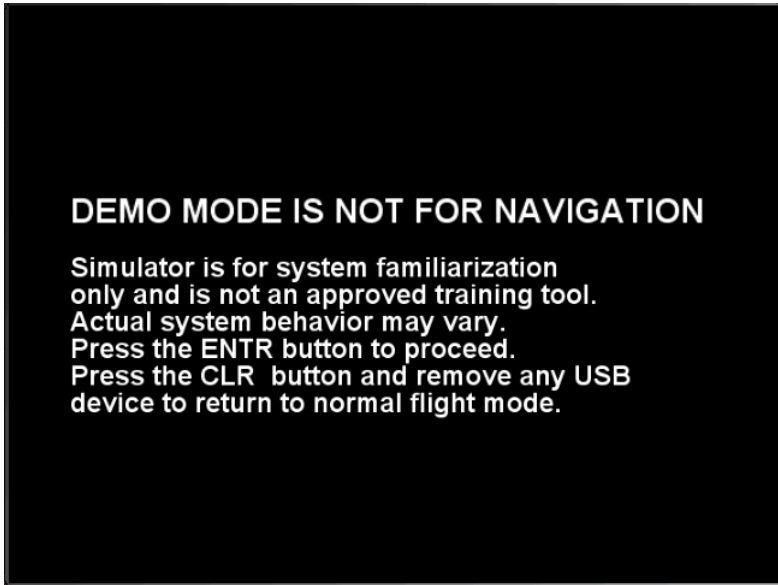 DEMO MODE IS NOT FOR NAVIGATION
Simulator is for system familiarization
only and is not an approved training tool.
Actual system behavior may vary.
Press the ENTR button to proceed.
Press the CLR  button and remove any USB
device to return to normal flight mode.